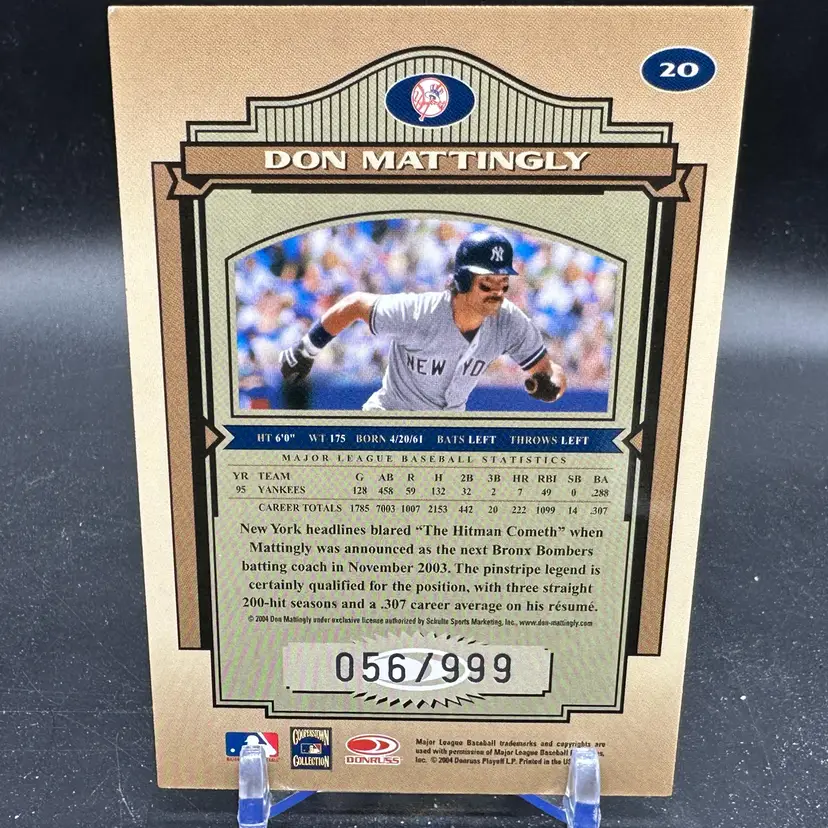 20
DON MATTINGLY
NY
NEW YO
HT 6'0" WT 175 BORN 4/20/61 BATS LEFT THROWS LEFT
MAJOR LEAGUE BASEBALL STATISTICS
YR TEAM G AB R H 2B 3B HR RBI SB BA
95 YANKEES 128 458 59 132 32 2 7 49 0 .288
CAREER TOTALS 1785 7003 1007 2153 442 20 222 1099 14 .307
New York headlines blared "The Hitman Cometh" when
Mattingly was announced as the next Bronx Bombers
batting coach in November 2003. The pinstripe legend is
certainly qualified for the position, with three straight
200-hit seasons and a .307 career average on his résumé.
© 2004 Don Mattingly under exclusive license authorized by Schulte Sports Marketing, Inc., www.don-mattingly.com
056/999
COOPERSTOWN
COLLECTION
DONRUSS
Major League Baseball trademarks and copyrights are
used with permission of Major League Baseball
Inc. © 2004 Donruss Playoff L.P. Printed in the US